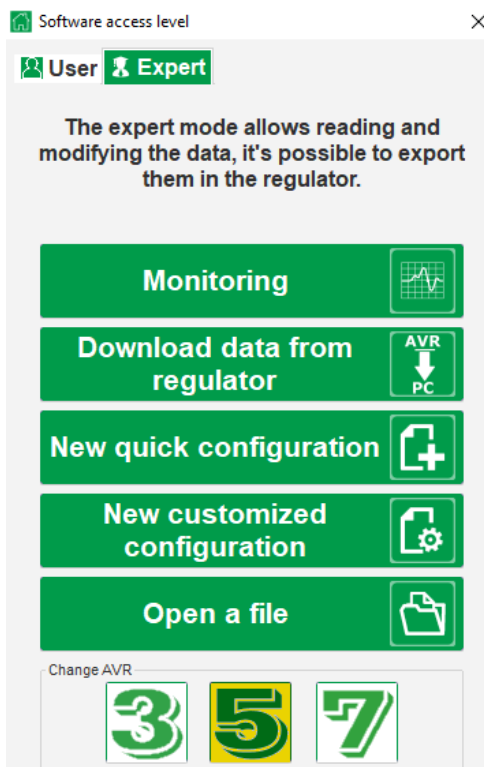 Software access level
User Expert
The expert mode allows reading and
modifying the data, it's possible to export
them in the regulator.
Monitoring
Download data from
regulator
AVR
PC
New quick configuration
New customized
configuration
Open a file
Change AVR
3 5 7